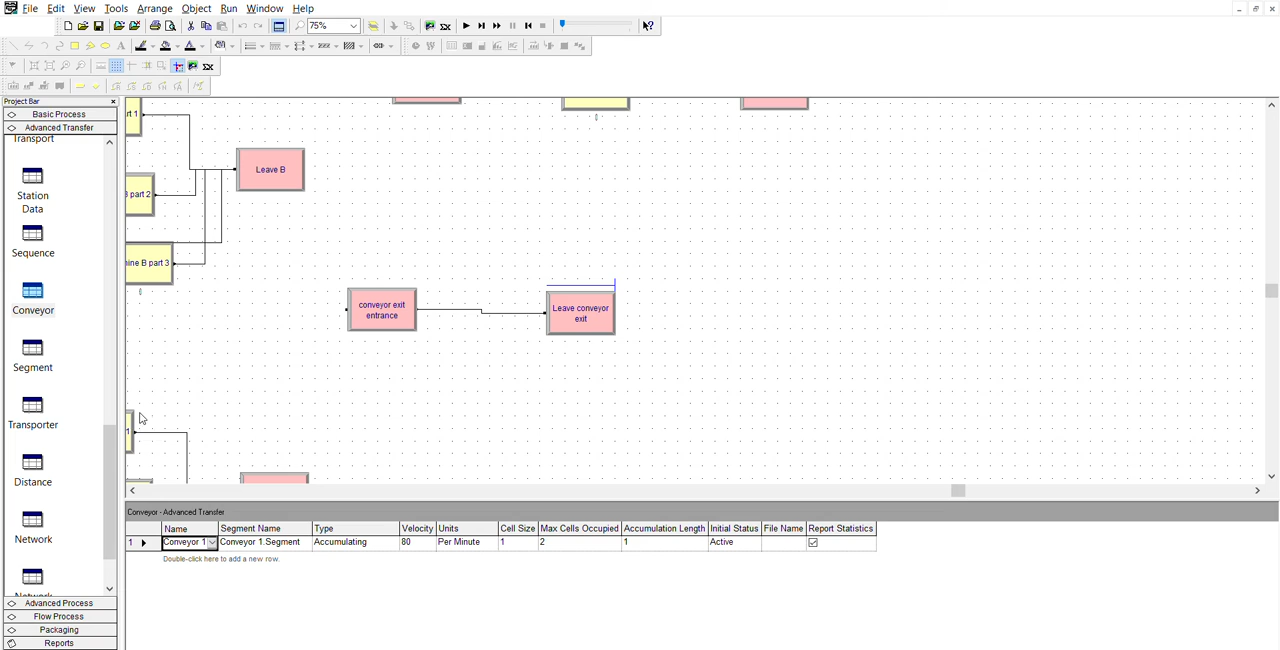 File Edit View Tools Arrange Object Run Window Help
75%
Project Bar
Basic Process
Advanced Transfer
Transport
Station
Data
Sequence
Conveyor
Segment
Transporter
Distance
Network
Advanced Process
Flow Process
Packaging
Reports
rt 1
Leave B
part 2
ine B part 3
conveyor exit
entrance
Leave conveyor
exit
1
Conveyor - Advanced Transfer
Name Segment Name Type Velocity Units Cell Size Max Cells Occupied Accumulation Length Initial Status File Name Report Statistics
1 Conveyor 1 Conveyor 1.Segment Accumulating 80 Per Minute 1 2 1 Active
Double-click here to add a new row.